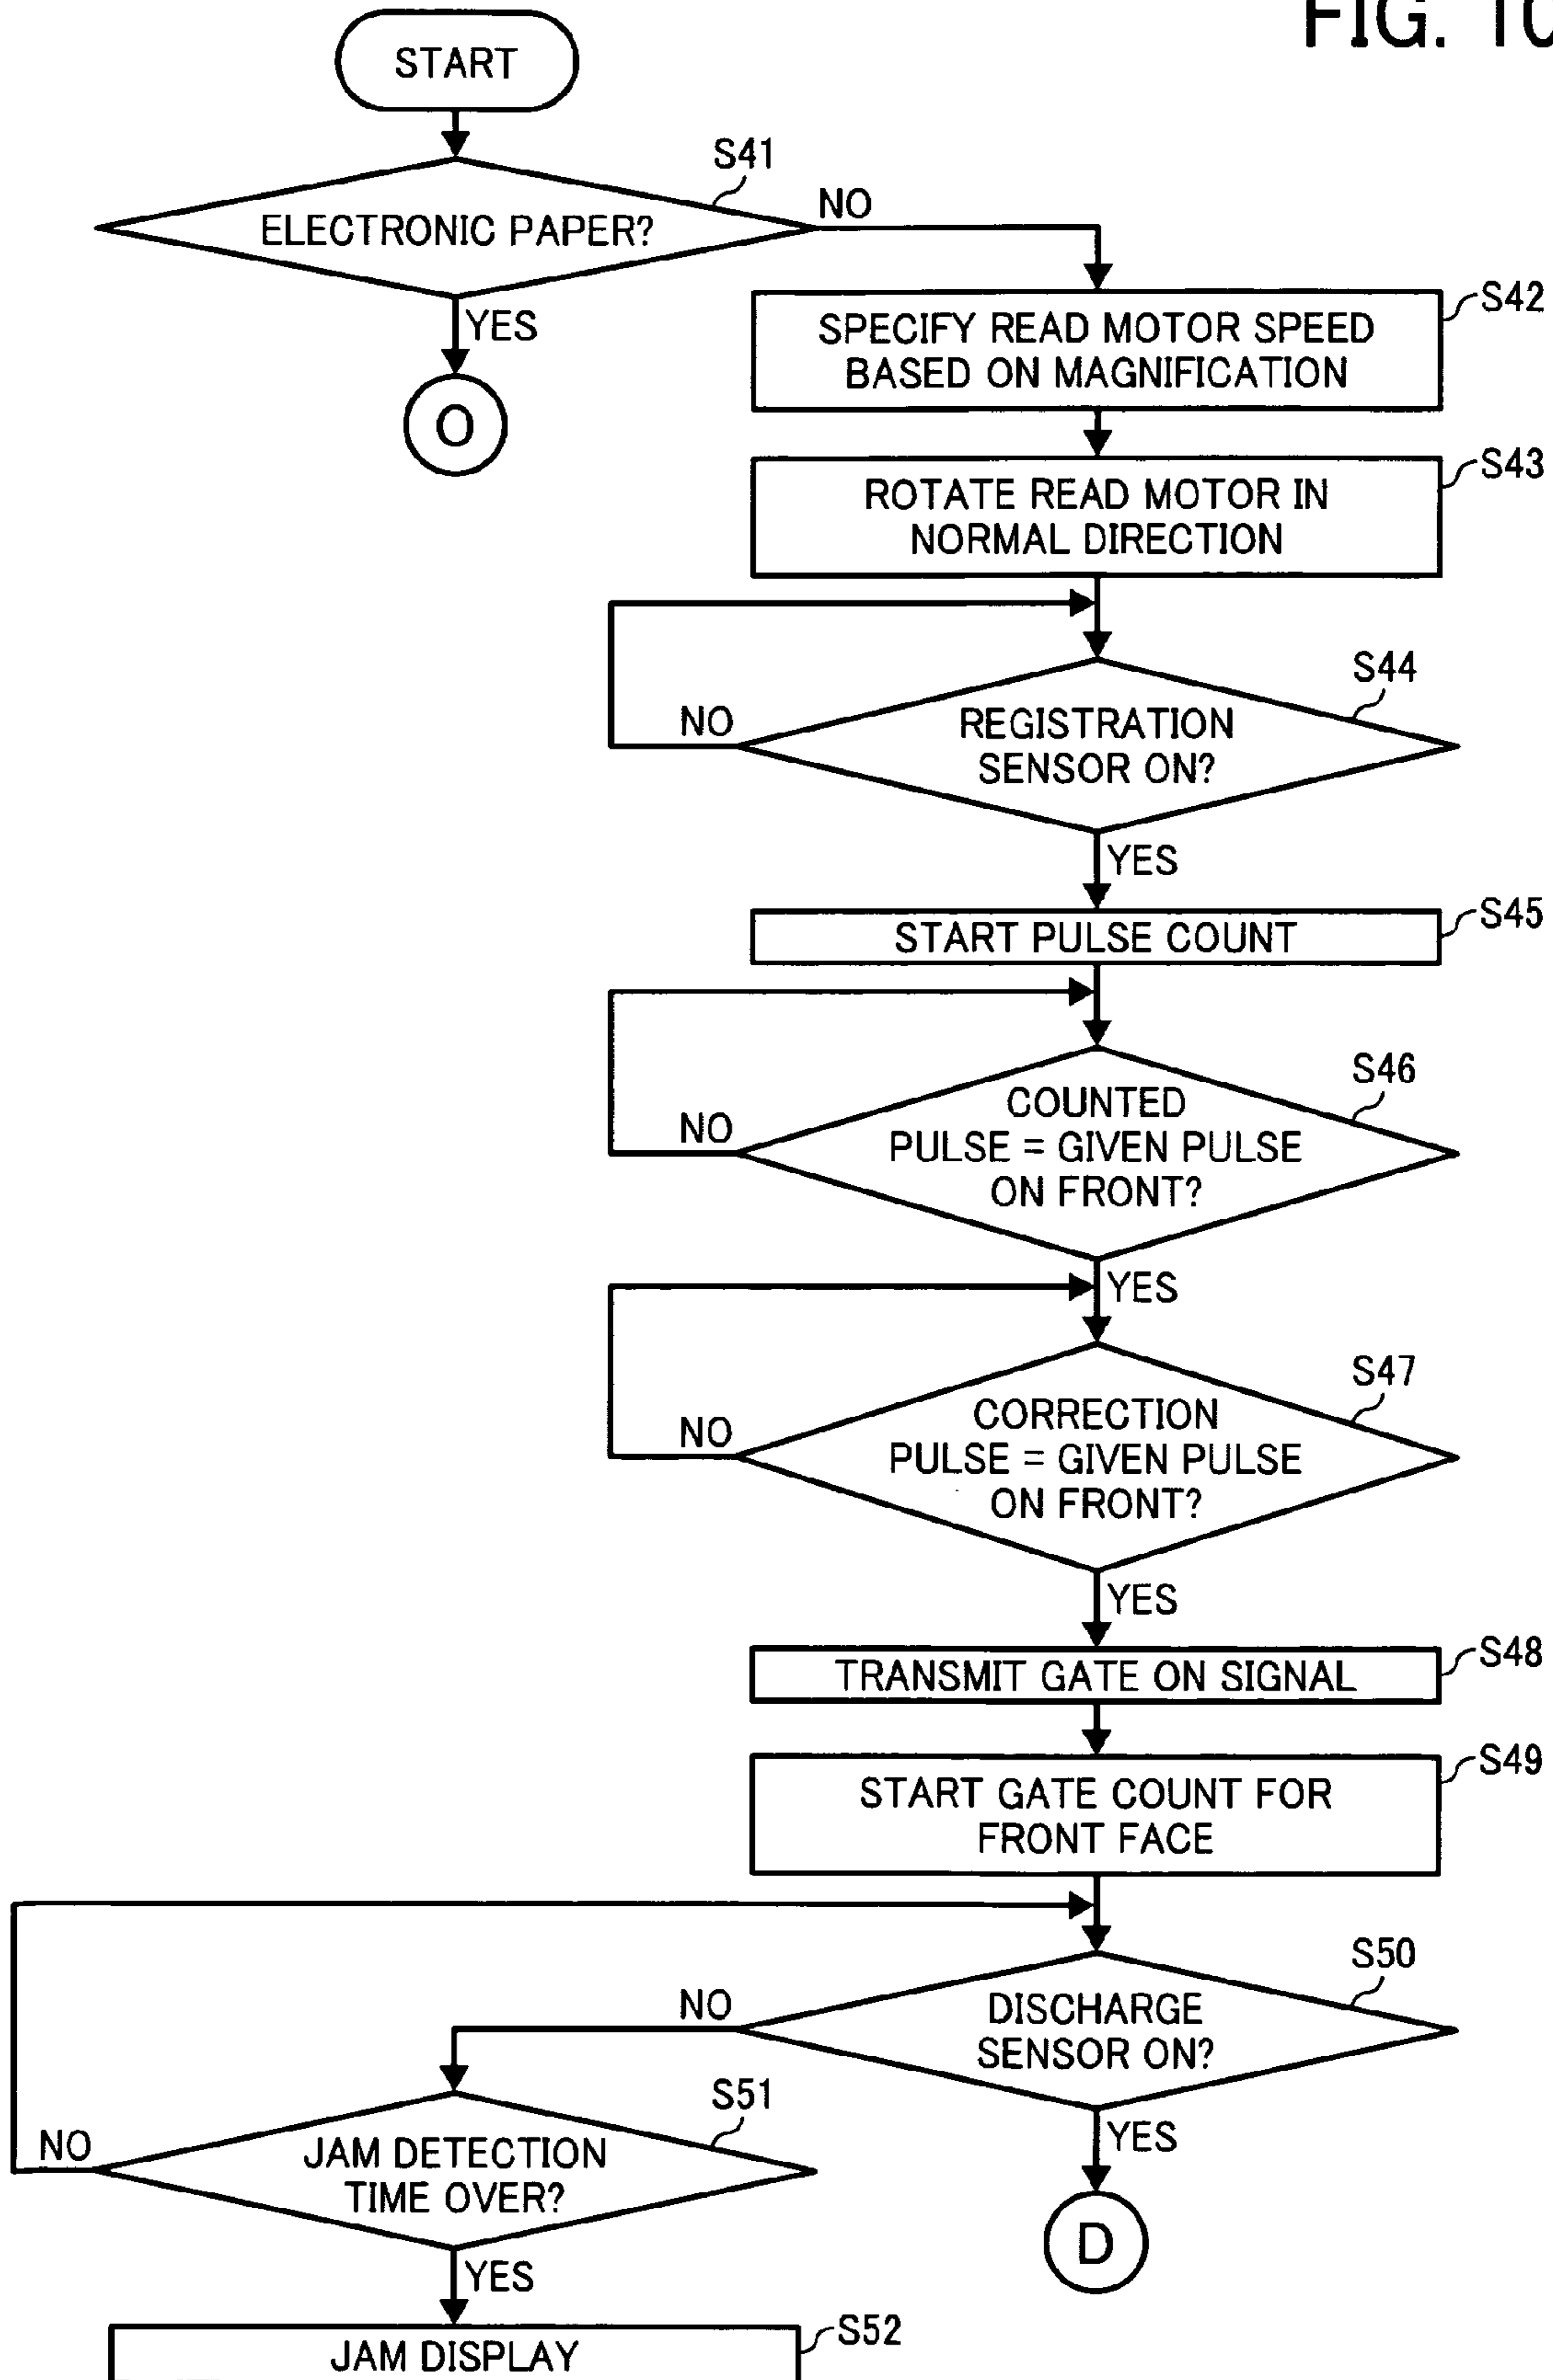 FIG. 10
START
S41
ELECTRONIC PAPER?
NO
YES
O
S42
SPECIFY READ MOTOR SPEED
BASED ON MAGNIFICATION
S43
ROTATE READ MOTOR IN
NORMAL DIRECTION
S44
NO
REGISTRATION
SENSOR ON?
YES
S45
START PULSE COUNT
S46
NO
COUNTED
PULSE = GIVEN PULSE
ON FRONT?
YES
S47
NO
CORRECTION
PULSE = GIVEN PULSE
ON FRONT?
YES
S48
TRANSMIT GATE ON SIGNAL
S49
START GATE COUNT FOR
FRONT FACE
S50
NO
DISCHARGE
SENSOR ON?
YES
D
S51
NO
JAM DETECTION
TIME OVER?
YES
S52
JAM DISPLAY